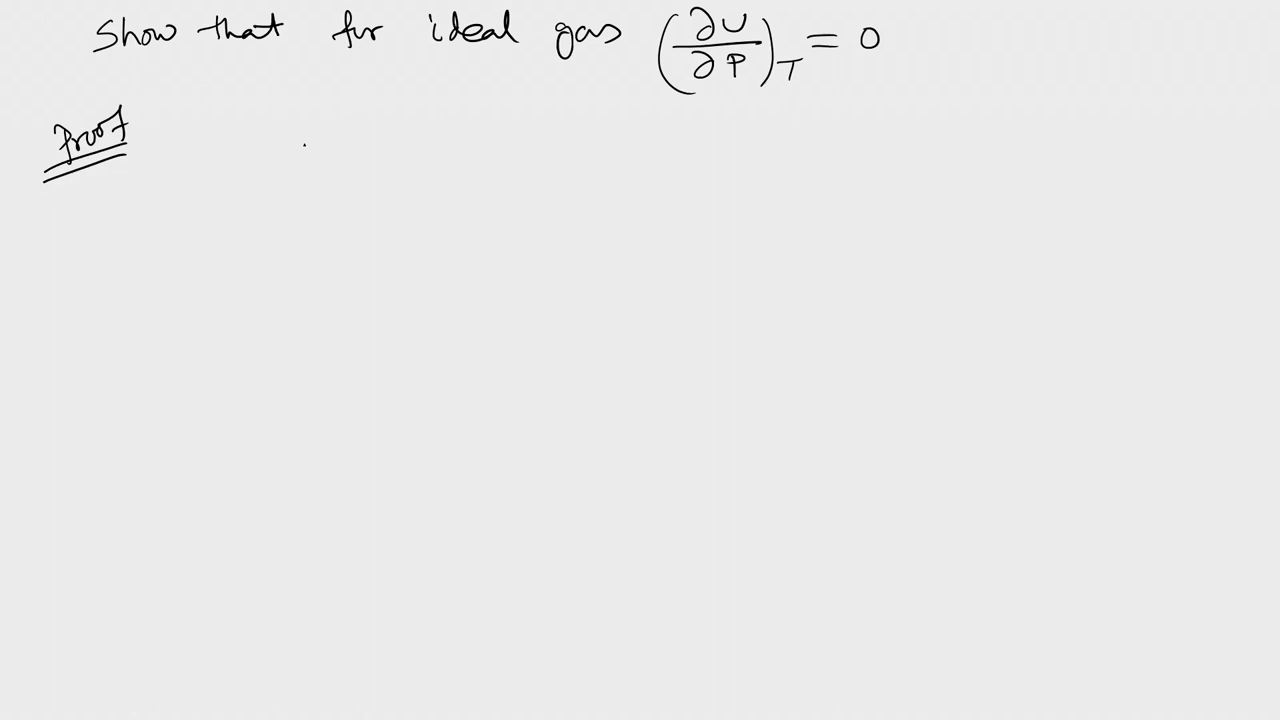 Show that for ideal gas (∂U/∂P)_T = 0
Proof